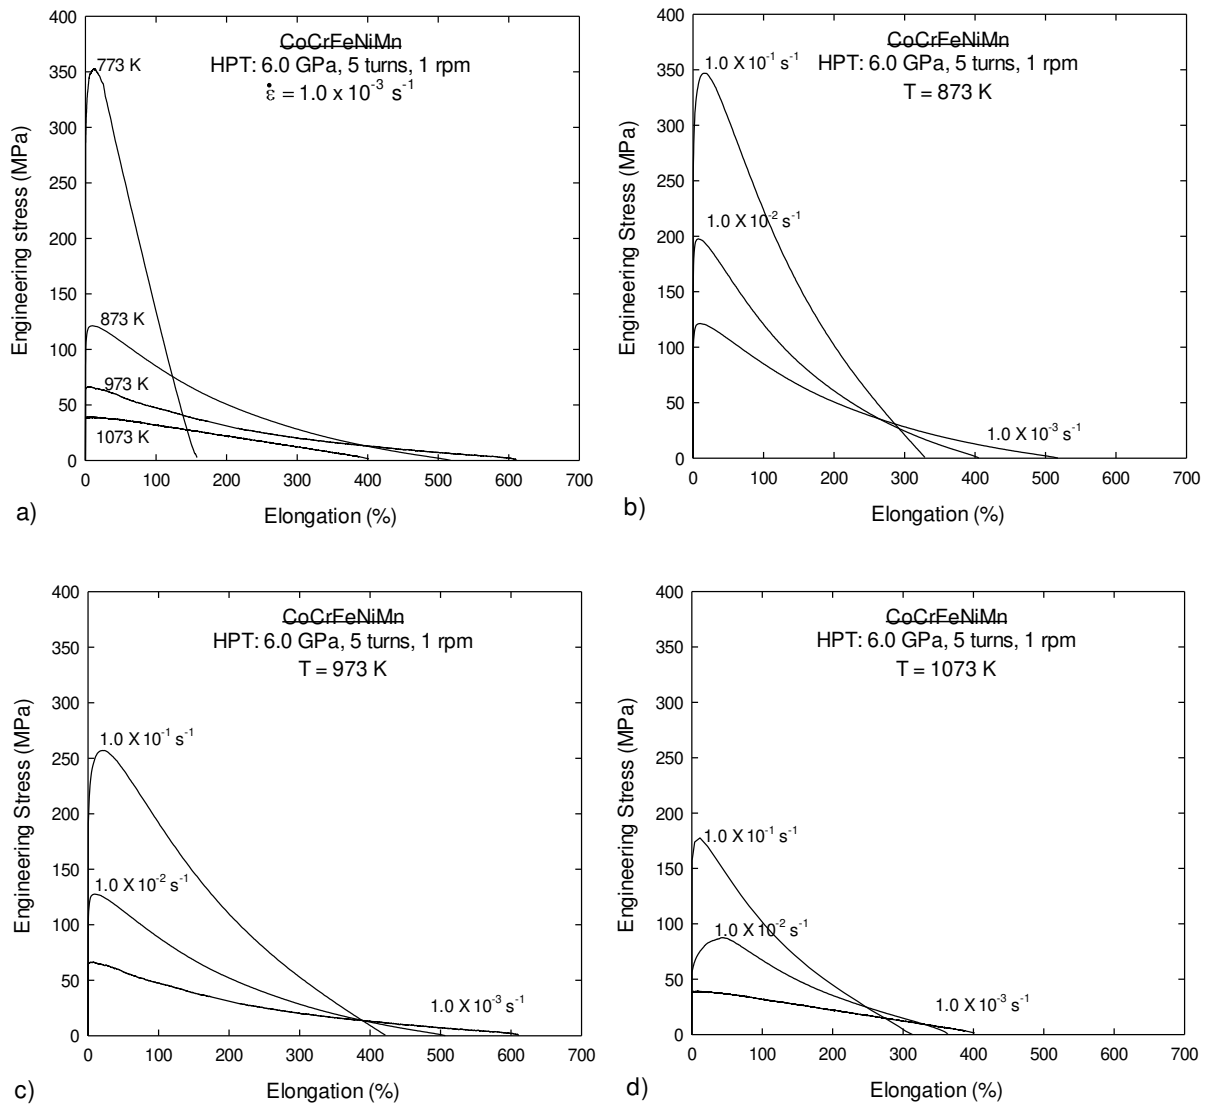 CoCrFeNiMn
HPT: 6.0 GPa, 5 turns, 1 rpm
ε̇ = 1.0 x 10⁻³ s⁻¹
773 K
873 K
973 K
1073 K
400
350
300
250
200
150
100
50
0
0 100 200 300 400 500 600 700
Engineering stress (MPa)
Elongation (%)
a)
CoCrFeNiMn
HPT: 6.0 GPa, 5 turns, 1 rpm
T = 873 K
1.0 X 10⁻¹ s⁻¹
1.0 X 10⁻² s⁻¹
1.0 X 10⁻³ s⁻¹
400
350
300
250
200
150
100
50
0
0 100 200 300 400 500 600 700
Engineering Stress (MPa)
Elongation (%)
b)
CoCrFeNiMn
HPT: 6.0 GPa, 5 turns, 1 rpm
T = 973 K
1.0 X 10⁻¹ s⁻¹
1.0 X 10⁻² s⁻¹
1.0 X 10⁻³ s⁻¹
400
350
300
250
200
150
100
50
0
0 100 200 300 400 500 600 700
Engineering Stress (MPa)
Elongation (%)
c)
CoCrFeNiMn
HPT: 6.0 GPa, 5 turns, 1 rpm
T = 1073 K
1.0 X 10⁻¹ s⁻¹
1.0 X 10⁻² s⁻¹
1.0 X 10⁻³ s⁻¹
400
350
300
250
200
150
100
50
0
0 100 200 300 400 500 600 700
Engineering Stress (MPa)
Elongation (%)
d)